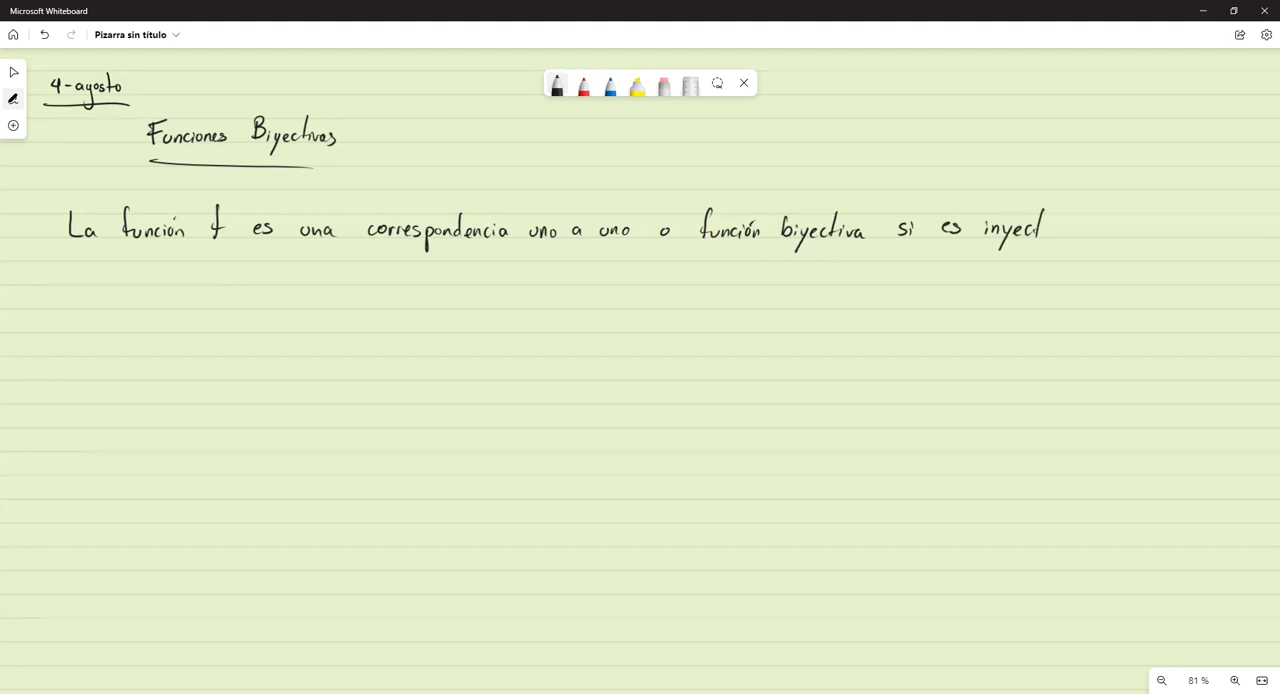 Microsoft Whiteboard
Pizarra sin título
4-agosto
Funciones Biyectivas
La función f es una correspondencia uno a uno o función biyectiva si es inyect
81 %